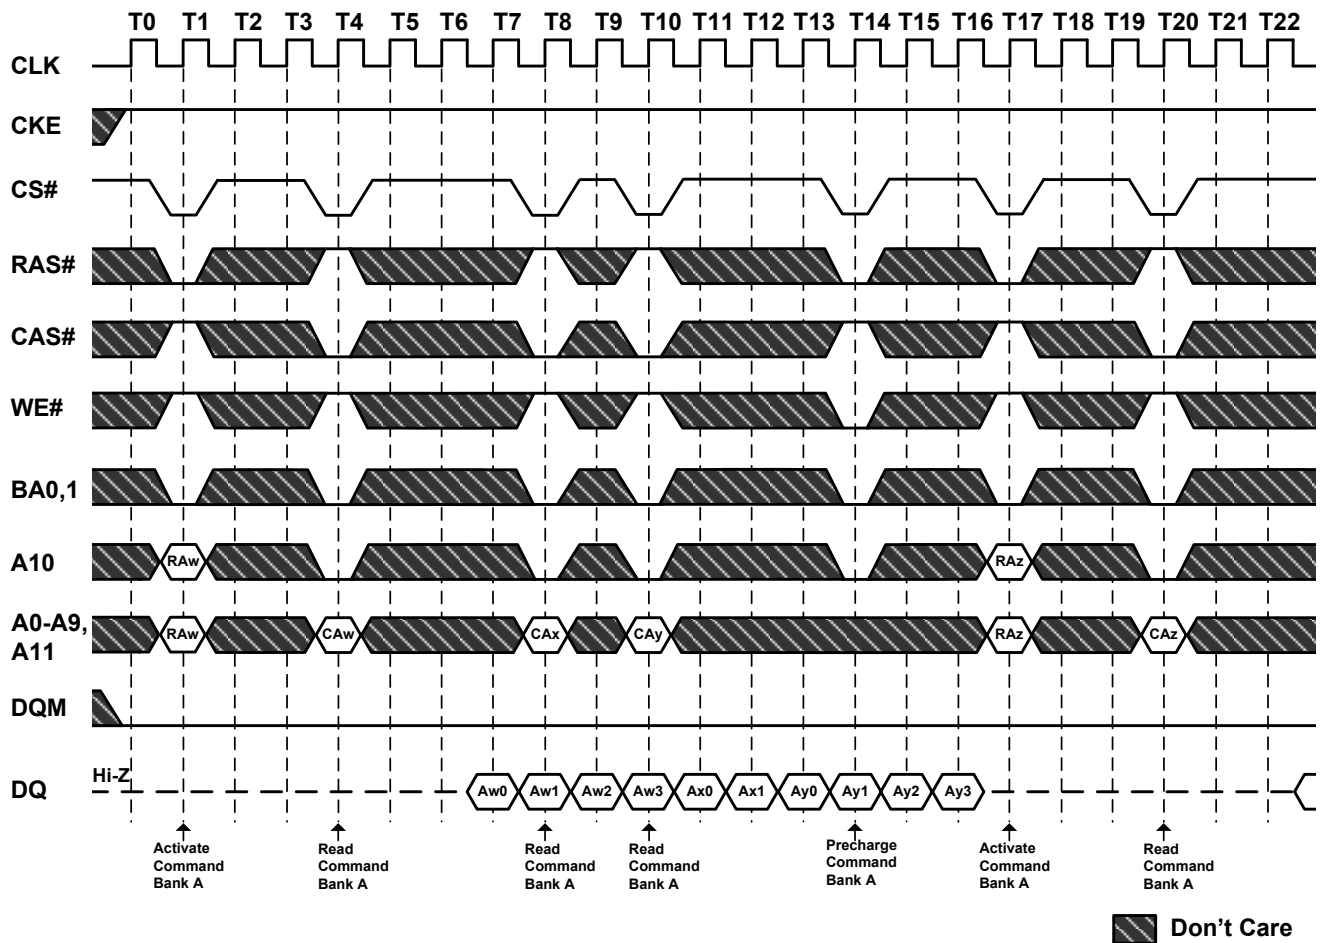 T0 T1 T2 T3 T4 T5 T6 T7 T8 T9 T10 T11 T12 T13 T14 T15 T16 T17 T18 T19 T20 T21 T22
CLK
CKE
CS#
RAS#
CAS#
WE#
BA0,1
A10
RAw RAz
A0-A9,
A11
RAw CAw CAx CAy RAz CAz
DQM
Hi-Z
DQ
Aw0 Aw1 Aw2 Aw3 Ax0 Ax1 Ay0 Ay1 Ay2 Ay3
Activate
Command
Bank A
Read
Command
Bank A
Read
Command
Bank A
Read
Command
Bank A
Precharge
Command
Bank A
Activate
Command
Bank A
Read
Command
Bank A
Don't Care